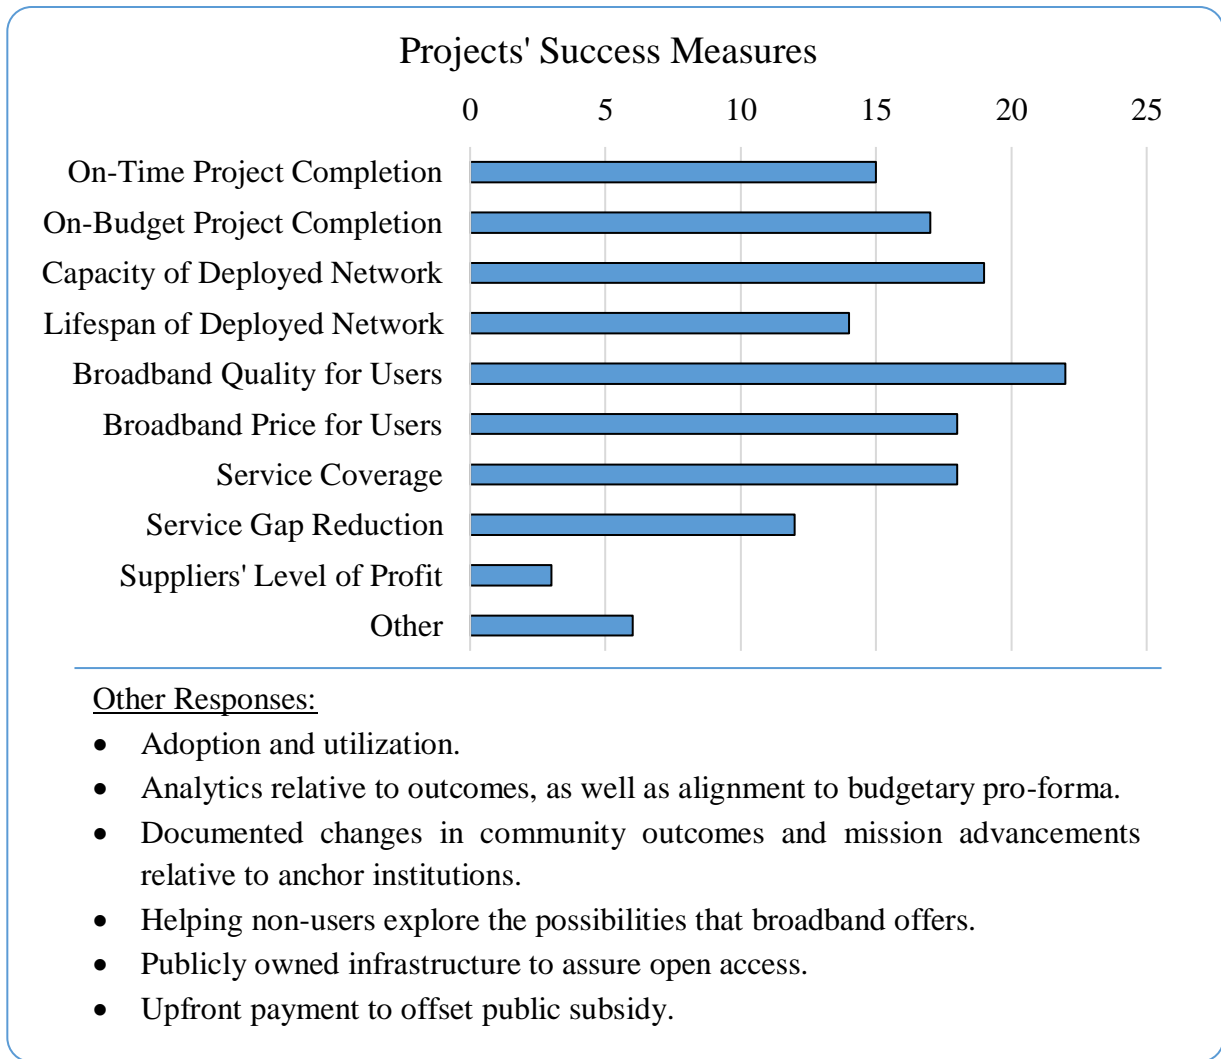 Projects' Success Measures
0 5 10 15 20 25
On-Time Project Completion
On-Budget Project Completion
Capacity of Deployed Network
Lifespan of Deployed Network
Broadband Quality for Users
Broadband Price for Users
Service Coverage
Service Gap Reduction
Suppliers' Level of Profit
Other
Other Responses:
• Adoption and utilization.
• Analytics relative to outcomes, as well as alignment to budgetary pro-forma.
• Documented changes in community outcomes and mission advancements
relative to anchor institutions.
• Helping non-users explore the possibilities that broadband offers.
• Publicly owned infrastructure to assure open access.
• Upfront payment to offset public subsidy.